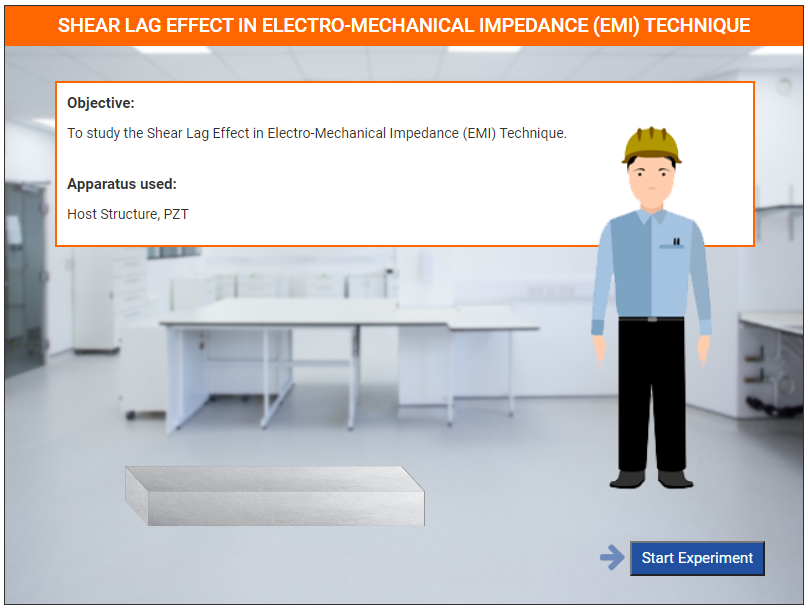 SHEAR LAG EFFECT IN ELECTRO-MECHANICAL IMPEDANCE (EMI) TECHNIQUE
Objective:
To study the Shear Lag Effect in Electro-Mechanical Impedance (EMI) Technique.
Apparatus used:
Host Structure, PZT
Start Experiment